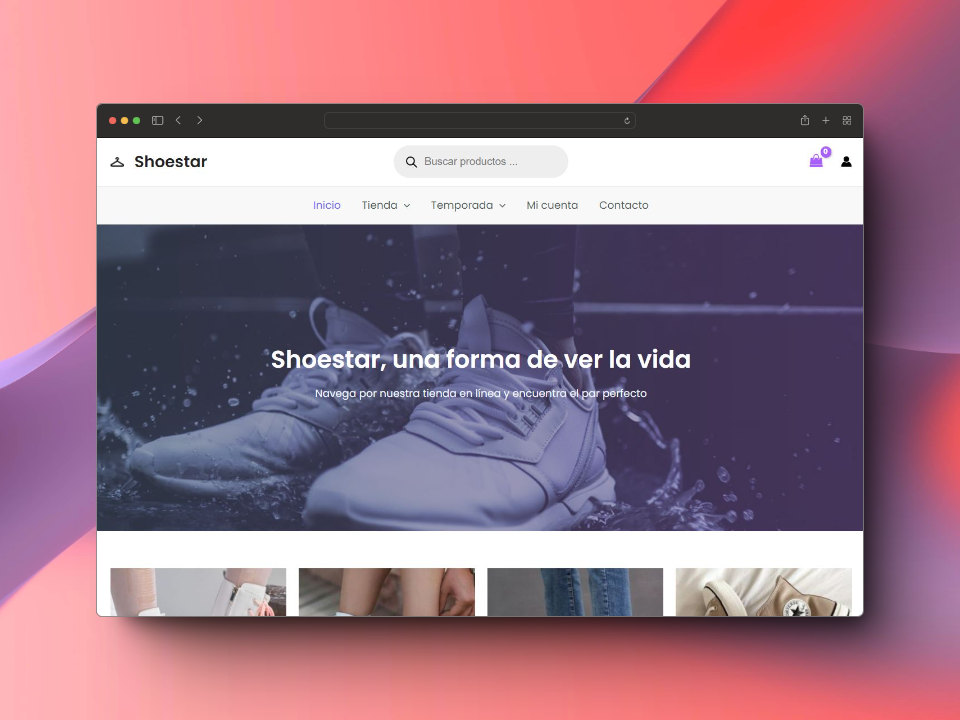 Shoestar
Buscar productos ...
0
Inicio
Tienda
Temporada
Mi cuenta
Contacto
Shoestar, una forma de ver la vida
Navega por nuestra tienda en línea y encuentra el par perfecto